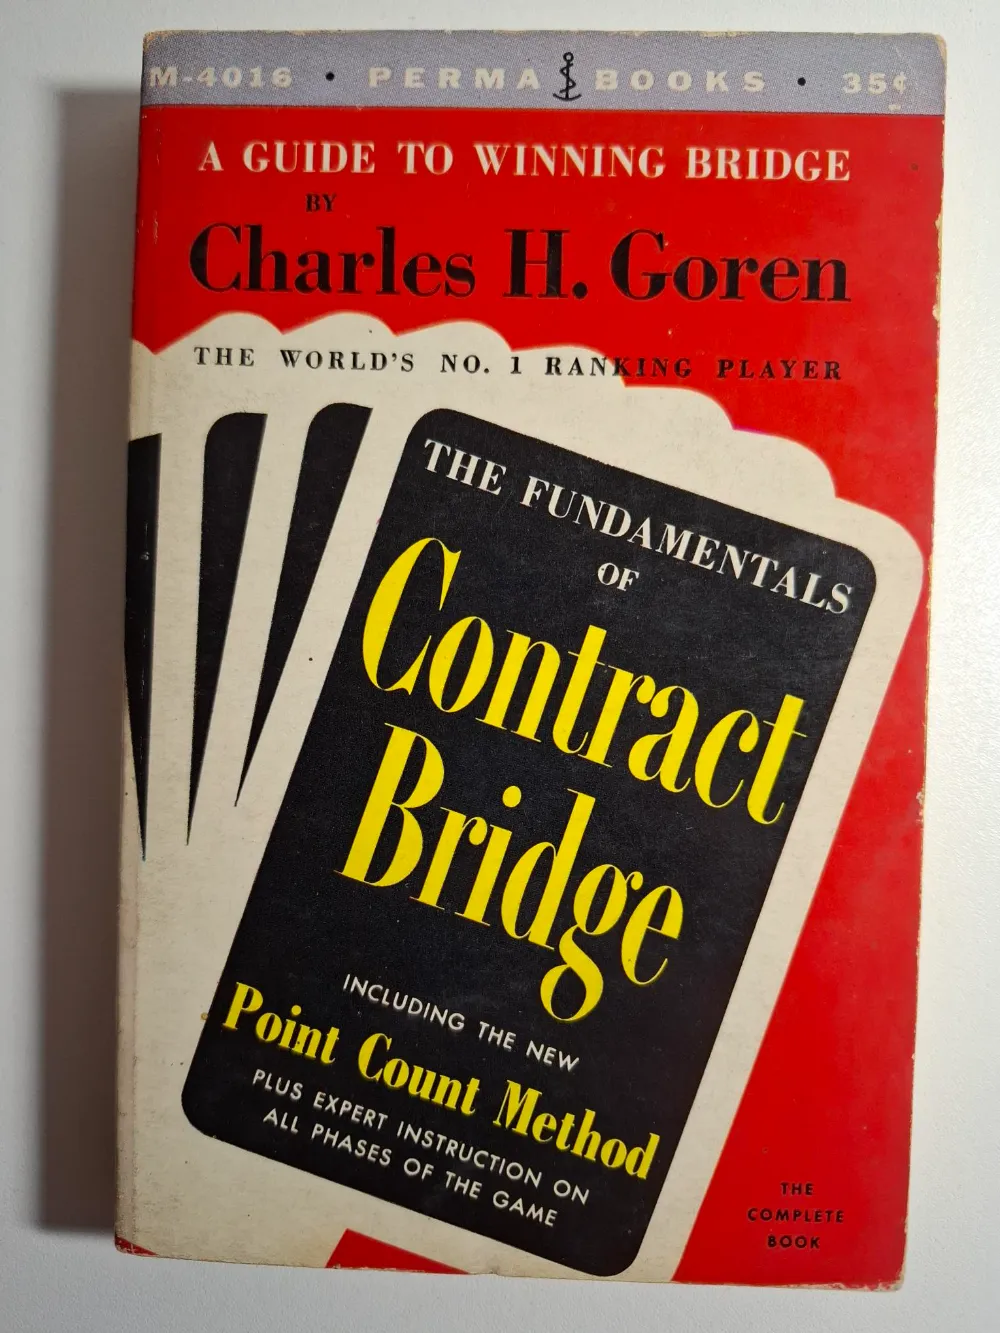 M-4016 • PERMA BOOKS • 35¢
A GUIDE TO WINNING BRIDGE
BY
Charles H. Goren
THE WORLD'S NO. 1 RANKING PLAYER
THE FUNDAMENTALS
OF
Contract
Bridge
INCLUDING THE NEW
Point Count Method
PLUS EXPERT INSTRUCTION ON
ALL PHASES OF THE GAME
THE
COMPLETE
BOOK